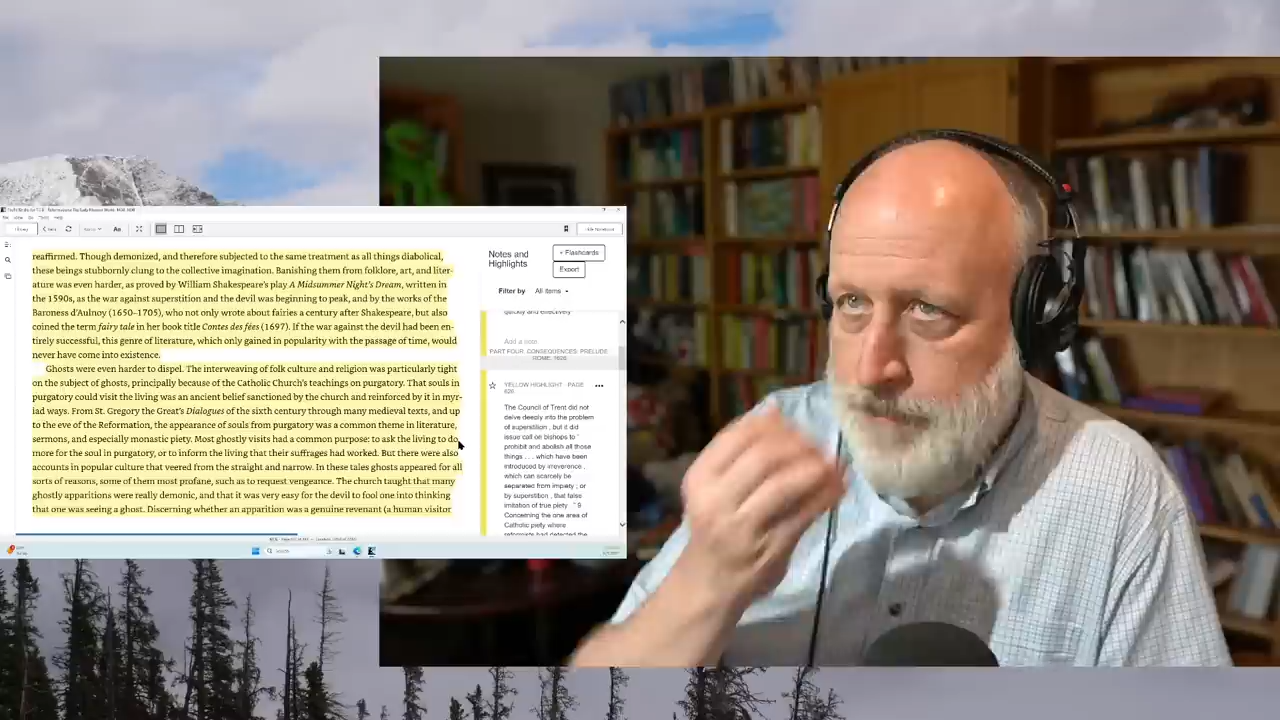 Aa
reaffirmed. Though demonized, and therefore subjected to the same treatment as all things diabolical,
these beings stubbornly clung to the collective imagination. Banishing them from folklore, art, and liter-
ature was even harder, as proved by William Shakespeare's play A Midsummer Night's Dream, written in
the 1590s, as the war against superstition and the devil was beginning to peak, and by the works of the
Baroness d'Aulnoy (1650–1705), who not only wrote about fairies a century after Shakespeare, but also
coined the term fairy tale in her book title Contes des fées (1697). If the war against the devil had been en-
tirely successful, this genre of literature, which only gained in popularity with the passage of time, would
never have come into existence.
Ghosts were even harder to dispel. The interweaving of folk culture and religion was particularly tight
on the subject of ghosts, principally because of the Catholic Church's teachings on purgatory. That souls in
purgatory could visit the living was an ancient belief sanctioned by the church and reinforced by it in myr-
iad ways. From St. Gregory the Great's Dialogues of the sixth century through many medieval texts, and up
to the eve of the Reformation, the appearance of souls from purgatory was a common theme in literature,
sermons, and especially monastic piety. Most ghostly visits had a common purpose: to ask the living to do
more for the soul in purgatory, or to inform the living that their suffrages had worked. But there were also
accounts in popular culture that veered from the straight and narrow. In these tales ghosts appeared for all
sorts of reasons, some of them most profane, such as to request vengeance. The church taught that many
ghostly apparitions were really demonic, and that it was very easy for the devil to fool one into thinking
that one was seeing a ghost. Discerning whether an apparition was a genuine revenant (a human visitor
Notes and
Highlights
+ Flashcards
Export
Filter by All items
quickly and effectively
Add a note
PART FOUR. CONSEQUENCES: PRELUDE
ROME, 1626
YELLOW HIGHLIGHT · PAGE
626
The Council of Trent did not
delve deeply into the problem
of superstition , but it did
issue call on bishops to "
prohibit and abolish all those
things . . . which have been
introduced by irreverence ,
which can scarcely be
separated from impiety ; or
by superstition , that false
imitation of true piety . " 9
Concerning the one area of
Catholic piety where
reformists had detected the
Search